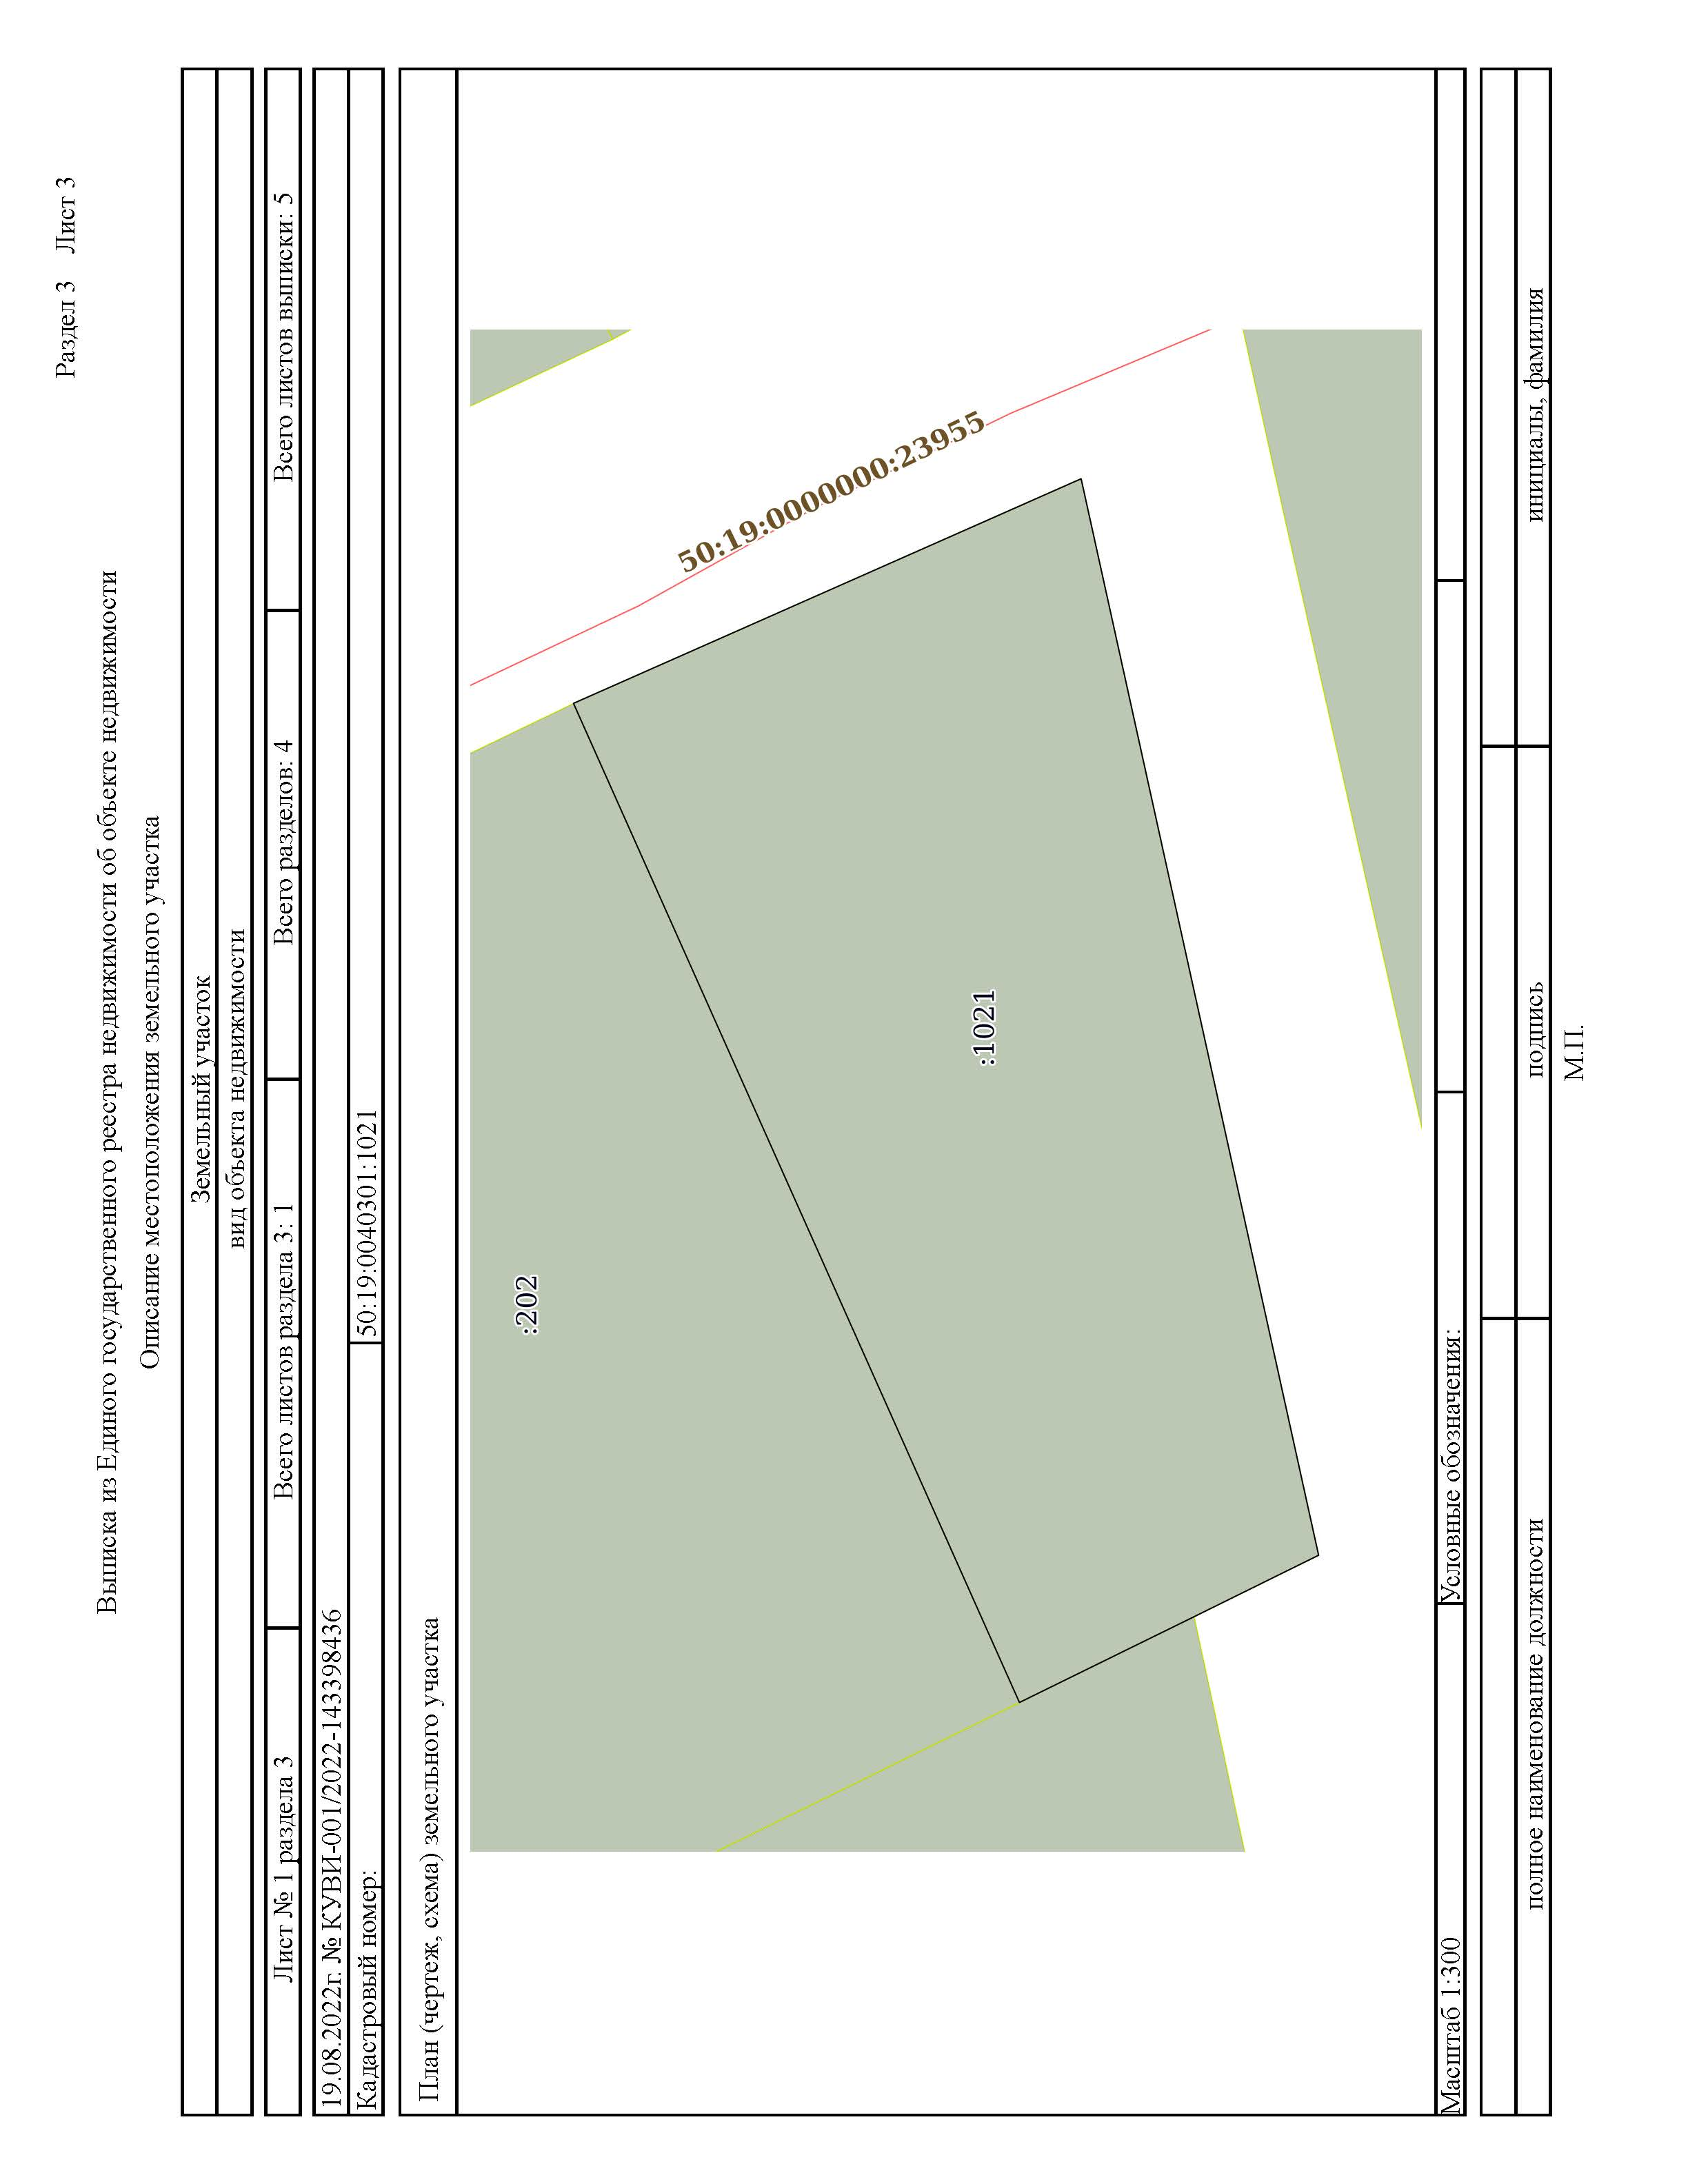 Раздел 3 Лист 3
Выписка из Единого государственного реестра недвижимости об объекте недвижимости
Описание местоположения земельного участка
Земельный участок
вид объекта недвижимости
Лист № 1 раздела 3 Всего листов раздела 3: 1 Всего разделов: 4 Всего листов выписки: 5
19.08.2022г. № КУВИ-001/2022-143398436
Кадастровый номер: 50:19:0040301:1021
План (чертеж, схема) земельного участка
:202
50:19:0000000:23955
:1021
Масштаб 1:300 Условные обозначения:
полное наименование должности подпись инициалы, фамилия
М.П.